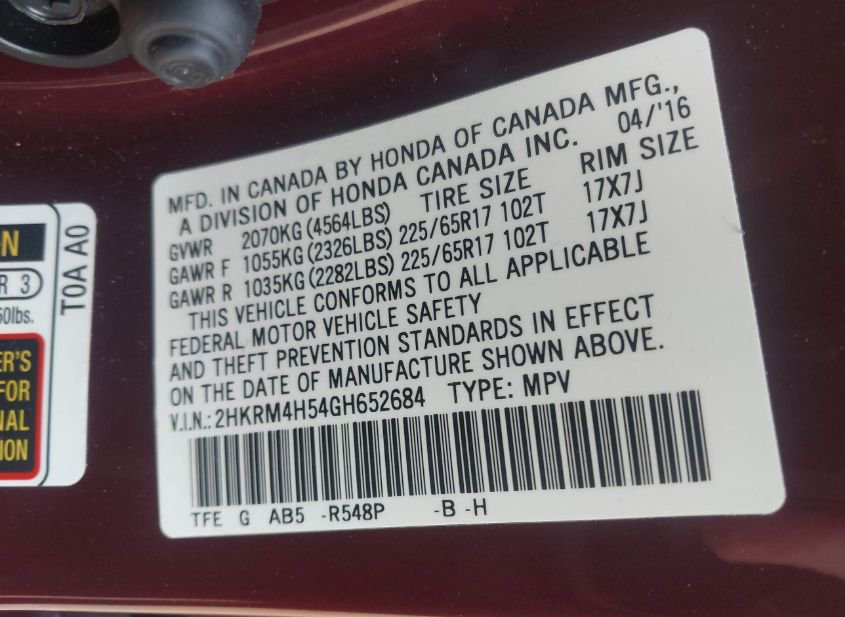 MFD. IN CANADA BY HONDA OF CANADA MFG.,
A DIVISION OF HONDA CANADA INC. 04/'16
GVWR 2070KG (4564LBS) TIRE SIZE RIM SIZE
GAWR F 1055KG (2326LBS) 225/65R17 102T 17X7J
GAWR R 1035KG (2282LBS) 225/65R17 102T 17X7J
THIS VEHICLE CONFORMS TO ALL APPLICABLE
FEDERAL MOTOR VEHICLE SAFETY
AND THEFT PREVENTION STANDARDS IN EFFECT
ON THE DATE OF MANUFACTURE SHOWN ABOVE.
V.I.N.: 2HKRM4H54GH652684 TYPE: MPV
TFE G AB5 -R548P -B -H
T0A A0
R 3
ER'S
FOR